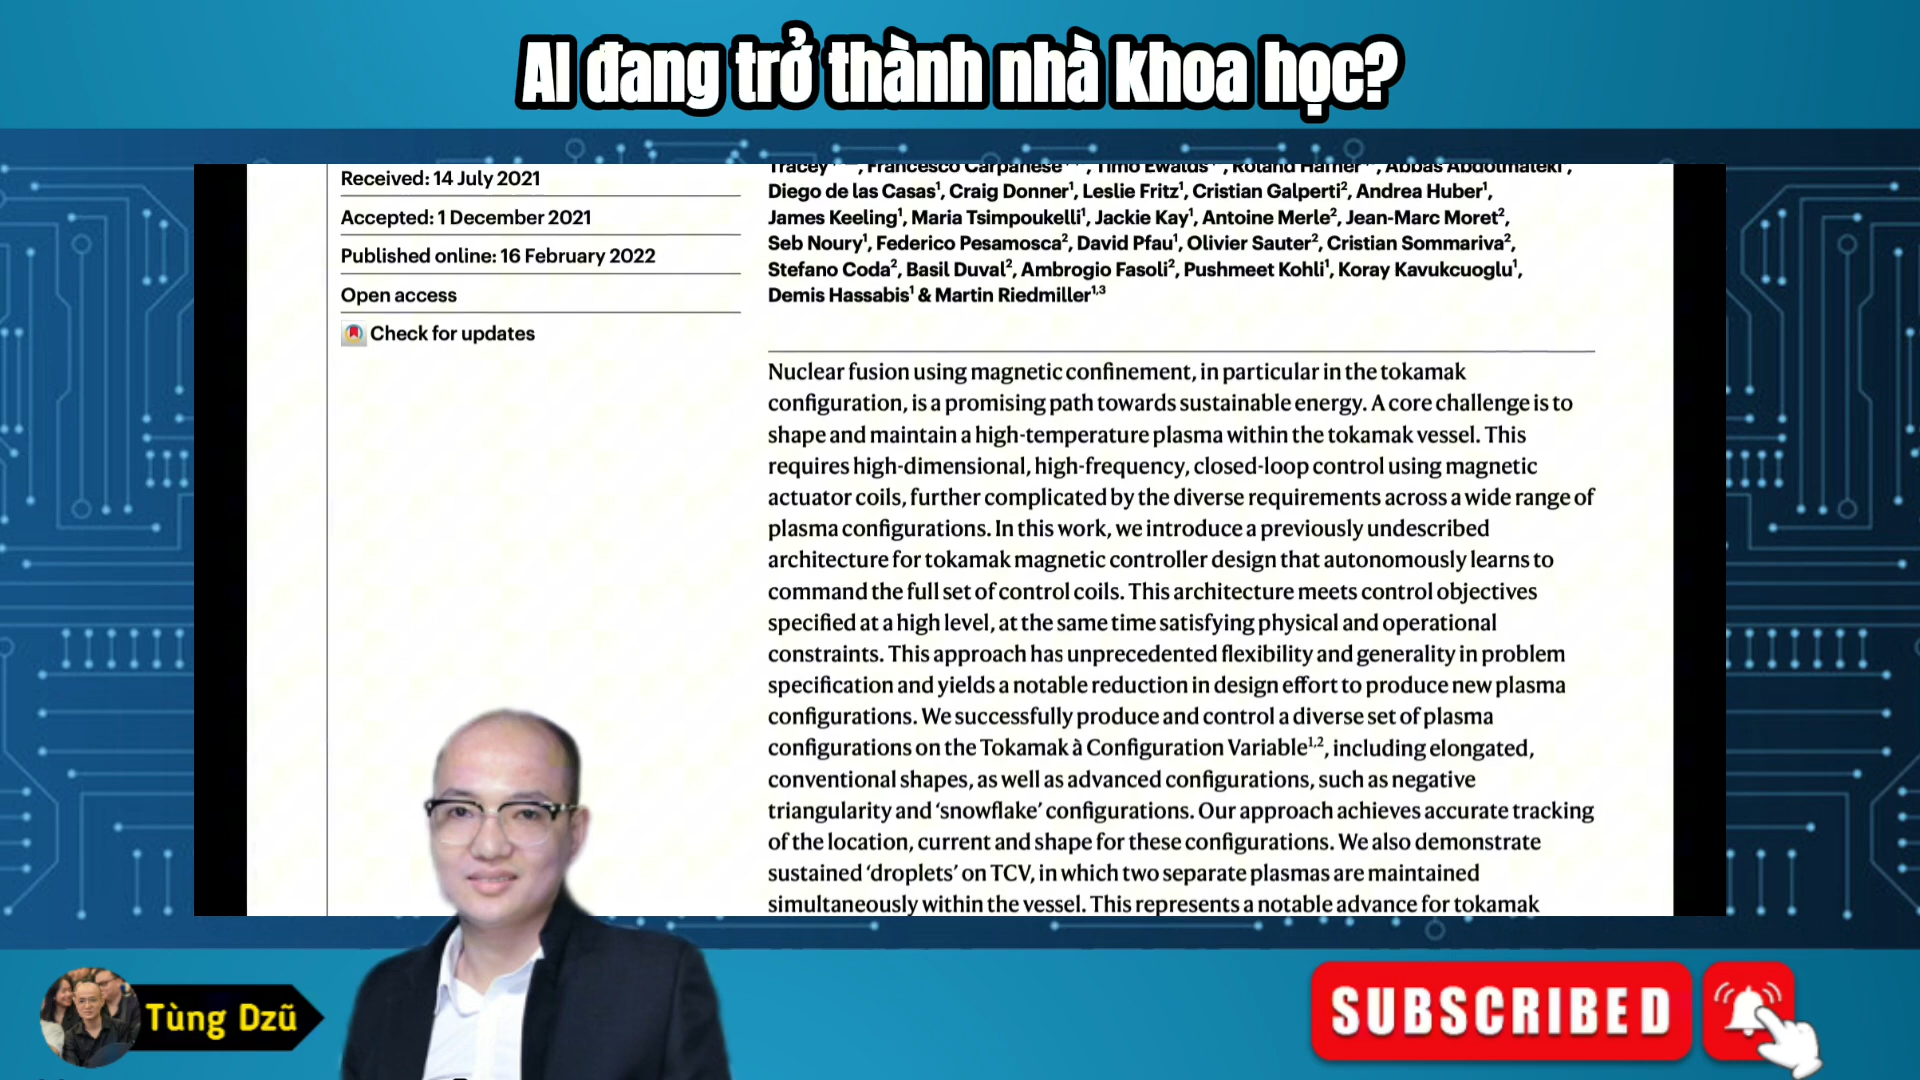 AI đang trở thành nhà khoa học?
Received: 14 July 2021
Accepted: 1 December 2021
Published online: 16 February 2022
Open access
Check for updates
Tracey, Francesco Carpanese, Timo Ewalds, Roland Hafner, Abbas Abdolmaleki,
Diego de las Casas¹, Craig Donner¹, Leslie Fritz¹, Cristian Galperti², Andrea Huber¹,
James Keeling¹, Maria Tsimpoukelli¹, Jackie Kay¹, Antoine Merle², Jean-Marc Moret²,
Seb Noury¹, Federico Pesamosca², David Pfau¹, Olivier Sauter², Cristian Sommariva²,
Stefano Coda², Basil Duval², Ambrogio Fasoli², Pushmeet Kohli¹, Koray Kavukcuoglu¹,
Demis Hassabis¹ & Martin Riedmiller¹,³
Nuclear fusion using magnetic confinement, in particular in the tokamak
configuration, is a promising path towards sustainable energy. A core challenge is to
shape and maintain a high-temperature plasma within the tokamak vessel. This
requires high-dimensional, high-frequency, closed-loop control using magnetic
actuator coils, further complicated by the diverse requirements across a wide range of
plasma configurations. In this work, we introduce a previously undescribed
architecture for tokamak magnetic controller design that autonomously learns to
command the full set of control coils. This architecture meets control objectives
specified at a high level, at the same time satisfying physical and operational
constraints. This approach has unprecedented flexibility and generality in problem
specification and yields a notable reduction in design effort to produce new plasma
configurations. We successfully produce and control a diverse set of plasma
configurations on the Tokamak à Configuration Variable¹,², including elongated,
conventional shapes, as well as advanced configurations, such as negative
triangularity and ‘snowflake’ configurations. Our approach achieves accurate tracking
of the location, current and shape for these configurations. We also demonstrate
sustained ‘droplets’ on TCV, in which two separate plasmas are maintained
simultaneously within the vessel. This represents a notable advance for tokamak
Tùng Dzũ
SUBSCRIBED